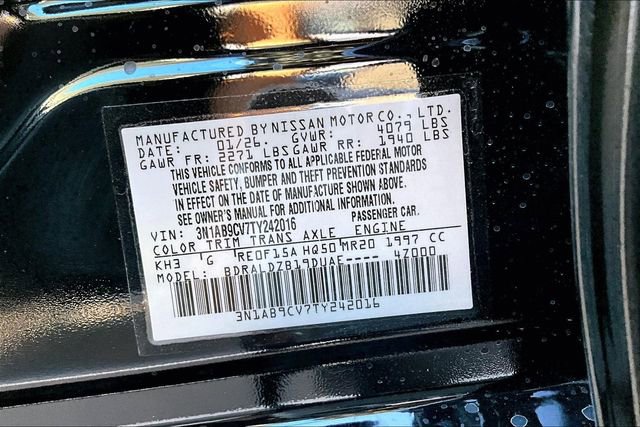 MANUFACTURED BY NISSAN MOTOR CO., LTD.
DATE: 01/26. GVWR: 4079 LBS
GAWR FR: 2271 LBS GAWR RR: 1940 LBS
THIS VEHICLE CONFORMS TO ALL APPLICABLE FEDERAL MOTOR
VEHICLE SAFETY, BUMPER AND THEFT PREVENTION STANDARDS
IN EFFECT ON THE DATE OF MANUFACTURE SHOWN ABOVE.
SEE OWNER'S MANUAL FOR ADDITIONAL INFORMATION.
VIN: 3N1AB9CV7TY242016 PASSENGER CAR.
COLOR TRIM TRANS AXLE ENGINE
KH3 G RE0F15A HQ50 MR20 1997 CC
MODEL: BDRALDZB19DUAE---- 4Z000
3N1AB9CV7TY242016